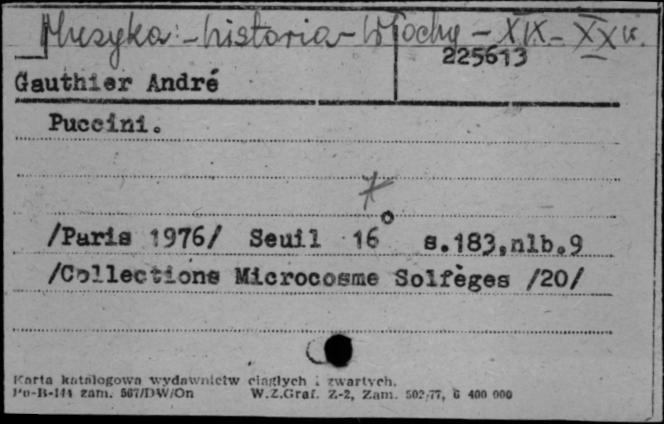 Muzyka - historia - Włochy - XIX - XX w.
225613
Gauthier André
Puccini.
/Paris 1976/ Seuil 16° s.183,nlb.9
/Collections Microcosme Solfèges /20/
Karta katalogowa wydawnictw ciągłych i zwartych.
Pu-B-144 zam. 567/DW/On W.Z.Graf. Z-2, Zam. 502/77, 6 400 000